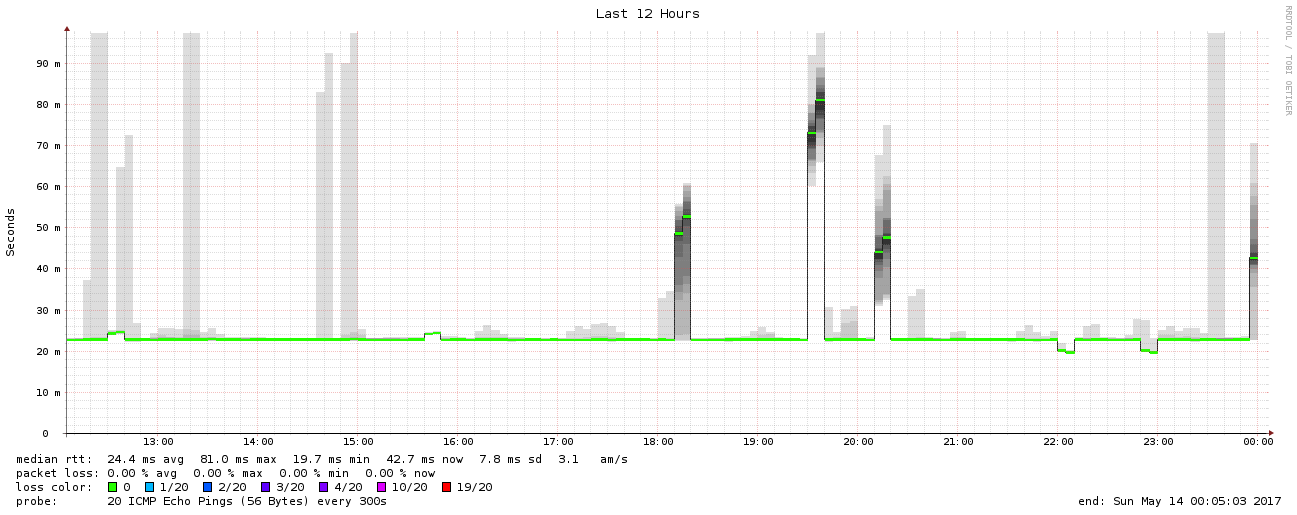 Last 12 Hours
RRDTOOL / TOBI OETIKER
Seconds
90 m
80 m
70 m
60 m
50 m
40 m
30 m
20 m
10 m
0
13:00 14:00 15:00 16:00 17:00 18:00 19:00 20:00 21:00 22:00 23:00 00:00
median rtt: 24.4 ms avg 81.0 ms max 19.7 ms min 42.7 ms now 7.8 ms sd 3.1 am/s
packet loss: 0.00 % avg 0.00 % max 0.00 % min 0.00 % now
loss color: 0 1/20 2/20 3/20 4/20 10/20 19/20
probe: 20 ICMP Echo Pings (56 Bytes) every 300s
end: Sun May 14 00:05:03 2017